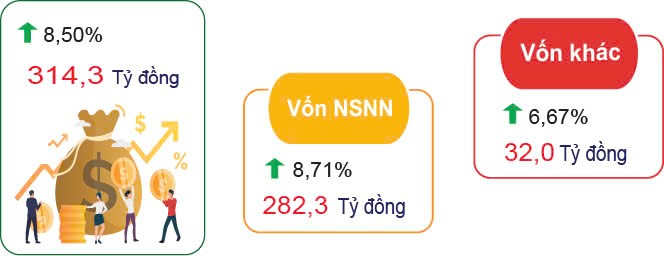 8,50%
314,3 Tỷ đồng
$
%
$
Vốn NSNN
8,71%
282,3 Tỷ đồng
Vốn khác
6,67%
32,0 Tỷ đồng